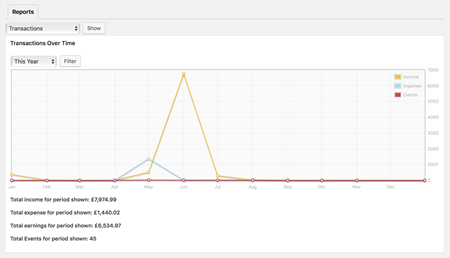 Reports
Transactions
Show
Transactions Over Time
This Year
Filter
7000
Income
Expense
6000
Events
5000
4000
3000
2000
1000
0
Jan Feb Mar Apr May Jun Jul Aug Sep Oct Nov Dec
Total income for period shown: £7,974.99
Total expense for period shown: £1,440.02
Total earnings for period shown: £6,534.97
Total Events for period shown: 45